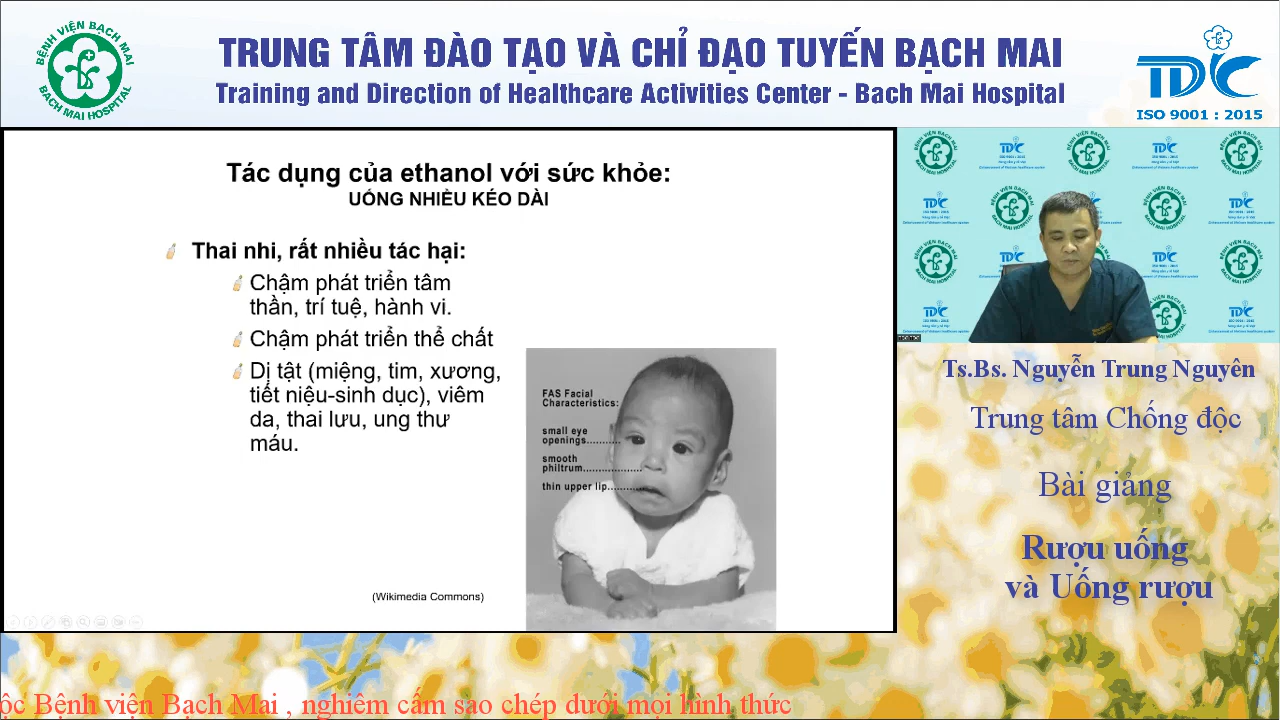 BỆNH VIỆN BẠCH MAI
BACH MAI HOSPITAL
TRUNG TÂM ĐÀO TẠO VÀ CHỈ ĐẠO TUYẾN BẠCH MAI
Training and Direction of Healthcare Activities Center - Bach Mai Hospital
TDC
ISO 9001 : 2015
Tác dụng của ethanol với sức khỏe:
UỐNG NHIỀU KÉO DÀI
Thai nhi, rất nhiều tác hại:
Chậm phát triển tâm
thần, trí tuệ, hành vi.
Chậm phát triển thể chất
Dị tật (miệng, tim, xương,
tiết niệu-sinh dục), viêm
da, thai lưu, ung thư
máu.
FAS Facial
Characteristics:
small eye
openings...........
smooth
philtrum...................
thin upper lip............
(Wikimedia Commons)
Ts.Bs. Nguyễn Trung Nguyên
Trung tâm Chống độc
Bài giảng
Rượu uống
và Uống rượu
ộc Bệnh viện Bạch Mai , nghiêm cấm sao chép dưới mọi hình thức